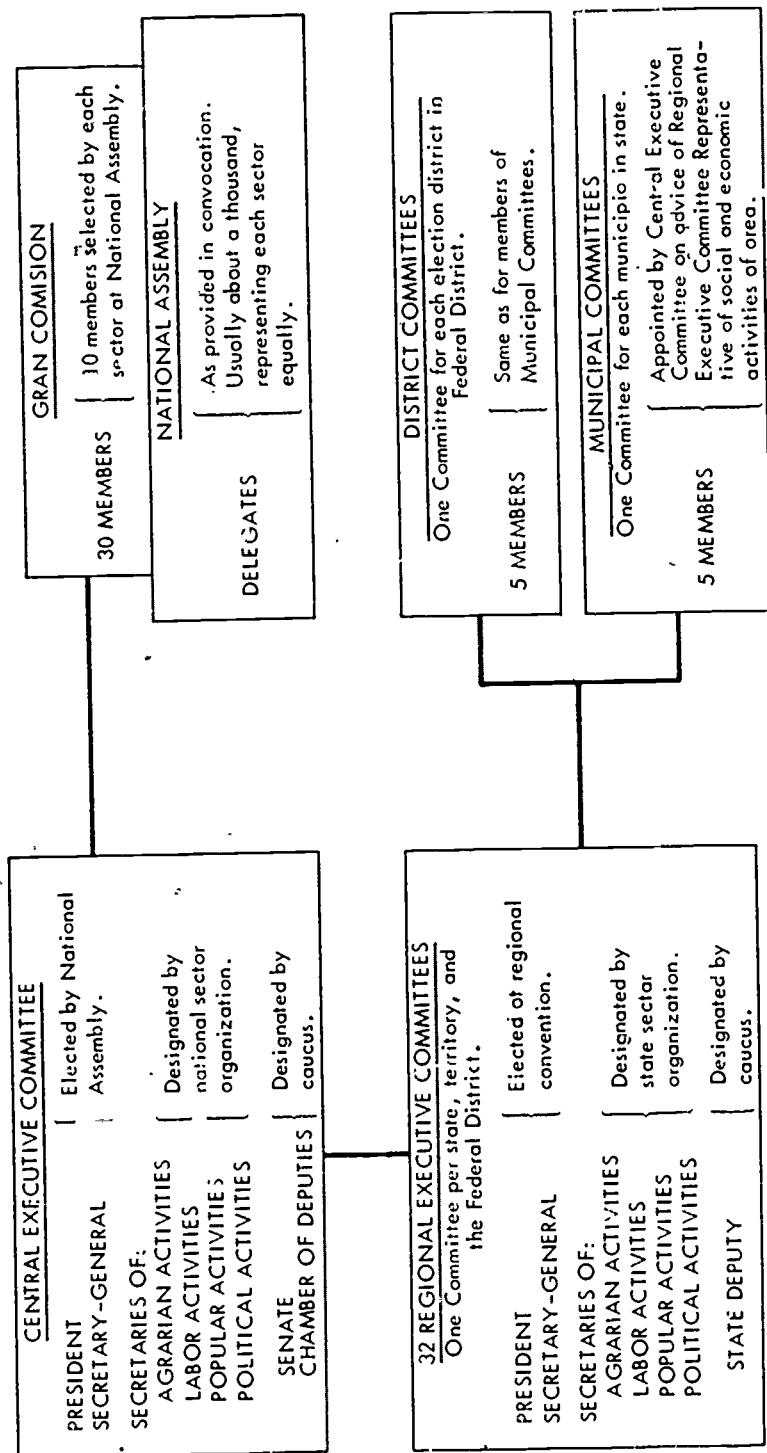 CENTRAL EXECUTIVE COMMITTEE
PRESIDENT
SECRETARY-GENERAL
Elected by National
Assembly.
SECRETARIES OF:
AGRARIAN ACTIVITIES
LABOR ACTIVITIES
POPULAR ACTIVITIES
POLITICAL ACTIVITIES
Designated by
national sector
organization.
SENATE
CHAMBER OF DEPUTIES
Designated by
caucus.
GRAN COMISION
30 MEMBERS
10 members selected by each
sector at National Assembly.
NATIONAL ASSEMBLY
DELEGATES
As provided in convocation.
Usually about a thousand,
representing each sector
equally.
32 REGIONAL EXECUTIVE COMMITTEES
One Committee per state, territory, and
the Federal District.
PRESIDENT
SECRETARY-GENERAL
Elected at regional
convention.
SECRETARIES OF:
AGRARIAN ACTIVITIES
LABOR ACTIVITIES
POPULAR ACTIVITIES
POLITICAL ACTIVITIES
Designated by
state sector
organization.
STATE DEPUTY
Designated by
caucus.
DISTRICT COMMITTEES
One Committee for each election district in
Federal District.
5 MEMBERS
Same as for members of
Municipal Committees.
MUNICIPAL COMMITTEES
One Committee for each municipio in state.
5 MEMBERS
Appointed by Central Executive
Committee on advice of Regional
Executive Committee Representa-
tive of social and economic
activities of area.